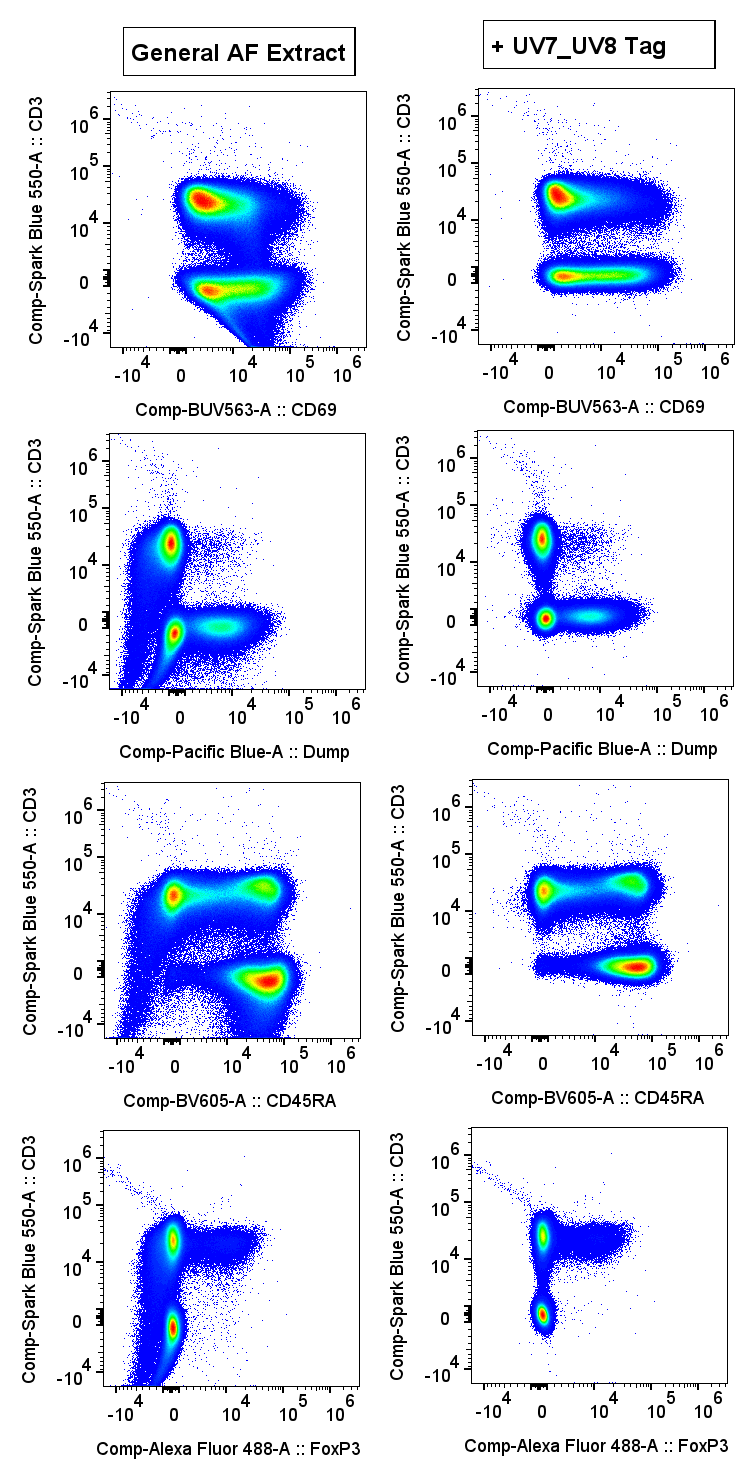 General AF Extract
+ UV7_UV8 Tag
Comp-Spark Blue 550-A :: CD3
10^6
10^5
10^4
0
-10^4
-10^4 0 10^4 10^5 10^6
Comp-BUV563-A :: CD69
Comp-Spark Blue 550-A :: CD3
10^6
10^5
10^4
0
-10^4
-10^4 0 10^4 10^5 10^6
Comp-BUV563-A :: CD69
Comp-Spark Blue 550-A :: CD3
10^6
10^5
10^4
0
-10^4
-10^4 0 10^4 10^5 10^6
Comp-Pacific Blue-A :: Dump
Comp-Spark Blue 550-A :: CD3
10^6
10^5
10^4
0
-10^4
-10^4 0 10^4 10^5 10^6
Comp-Pacific Blue-A :: Dump
Comp-Spark Blue 550-A :: CD3
10^6
10^5
10^4
0
-10^4
-10^4 0 10^4 10^5 10^6
Comp-BV605-A :: CD45RA
Comp-Spark Blue 550-A :: CD3
10^6
10^5
10^4
0
-10^4
-10^4 0 10^4 10^5 10^6
Comp-BV605-A :: CD45RA
Comp-Spark Blue 550-A :: CD3
10^6
10^5
10^4
0
-10^4
-10^4 0 10^4 10^5 10^6
Comp-Alexa Fluor 488-A :: FoxP3
Comp-Spark Blue 550-A :: CD3
10^6
10^5
10^4
0
-10^4
-10^4 0 10^4 10^5 10^6
Comp-Alexa Fluor 488-A :: FoxP3